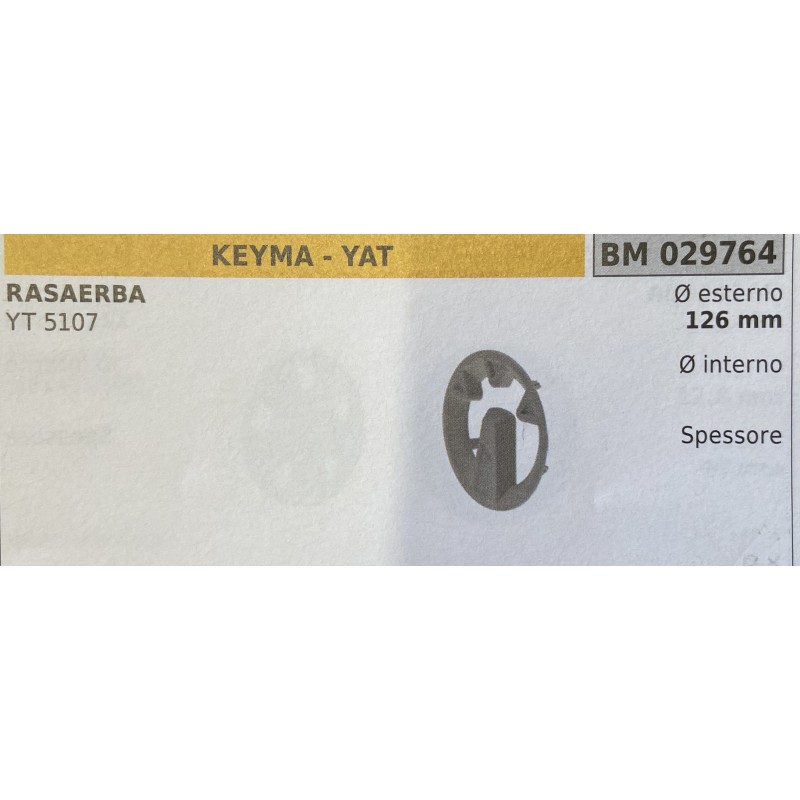 KEYMA - YAT
BM 029764
RASAERBA
YT 5107
Ø esterno
126 mm
Ø interno
Spessore